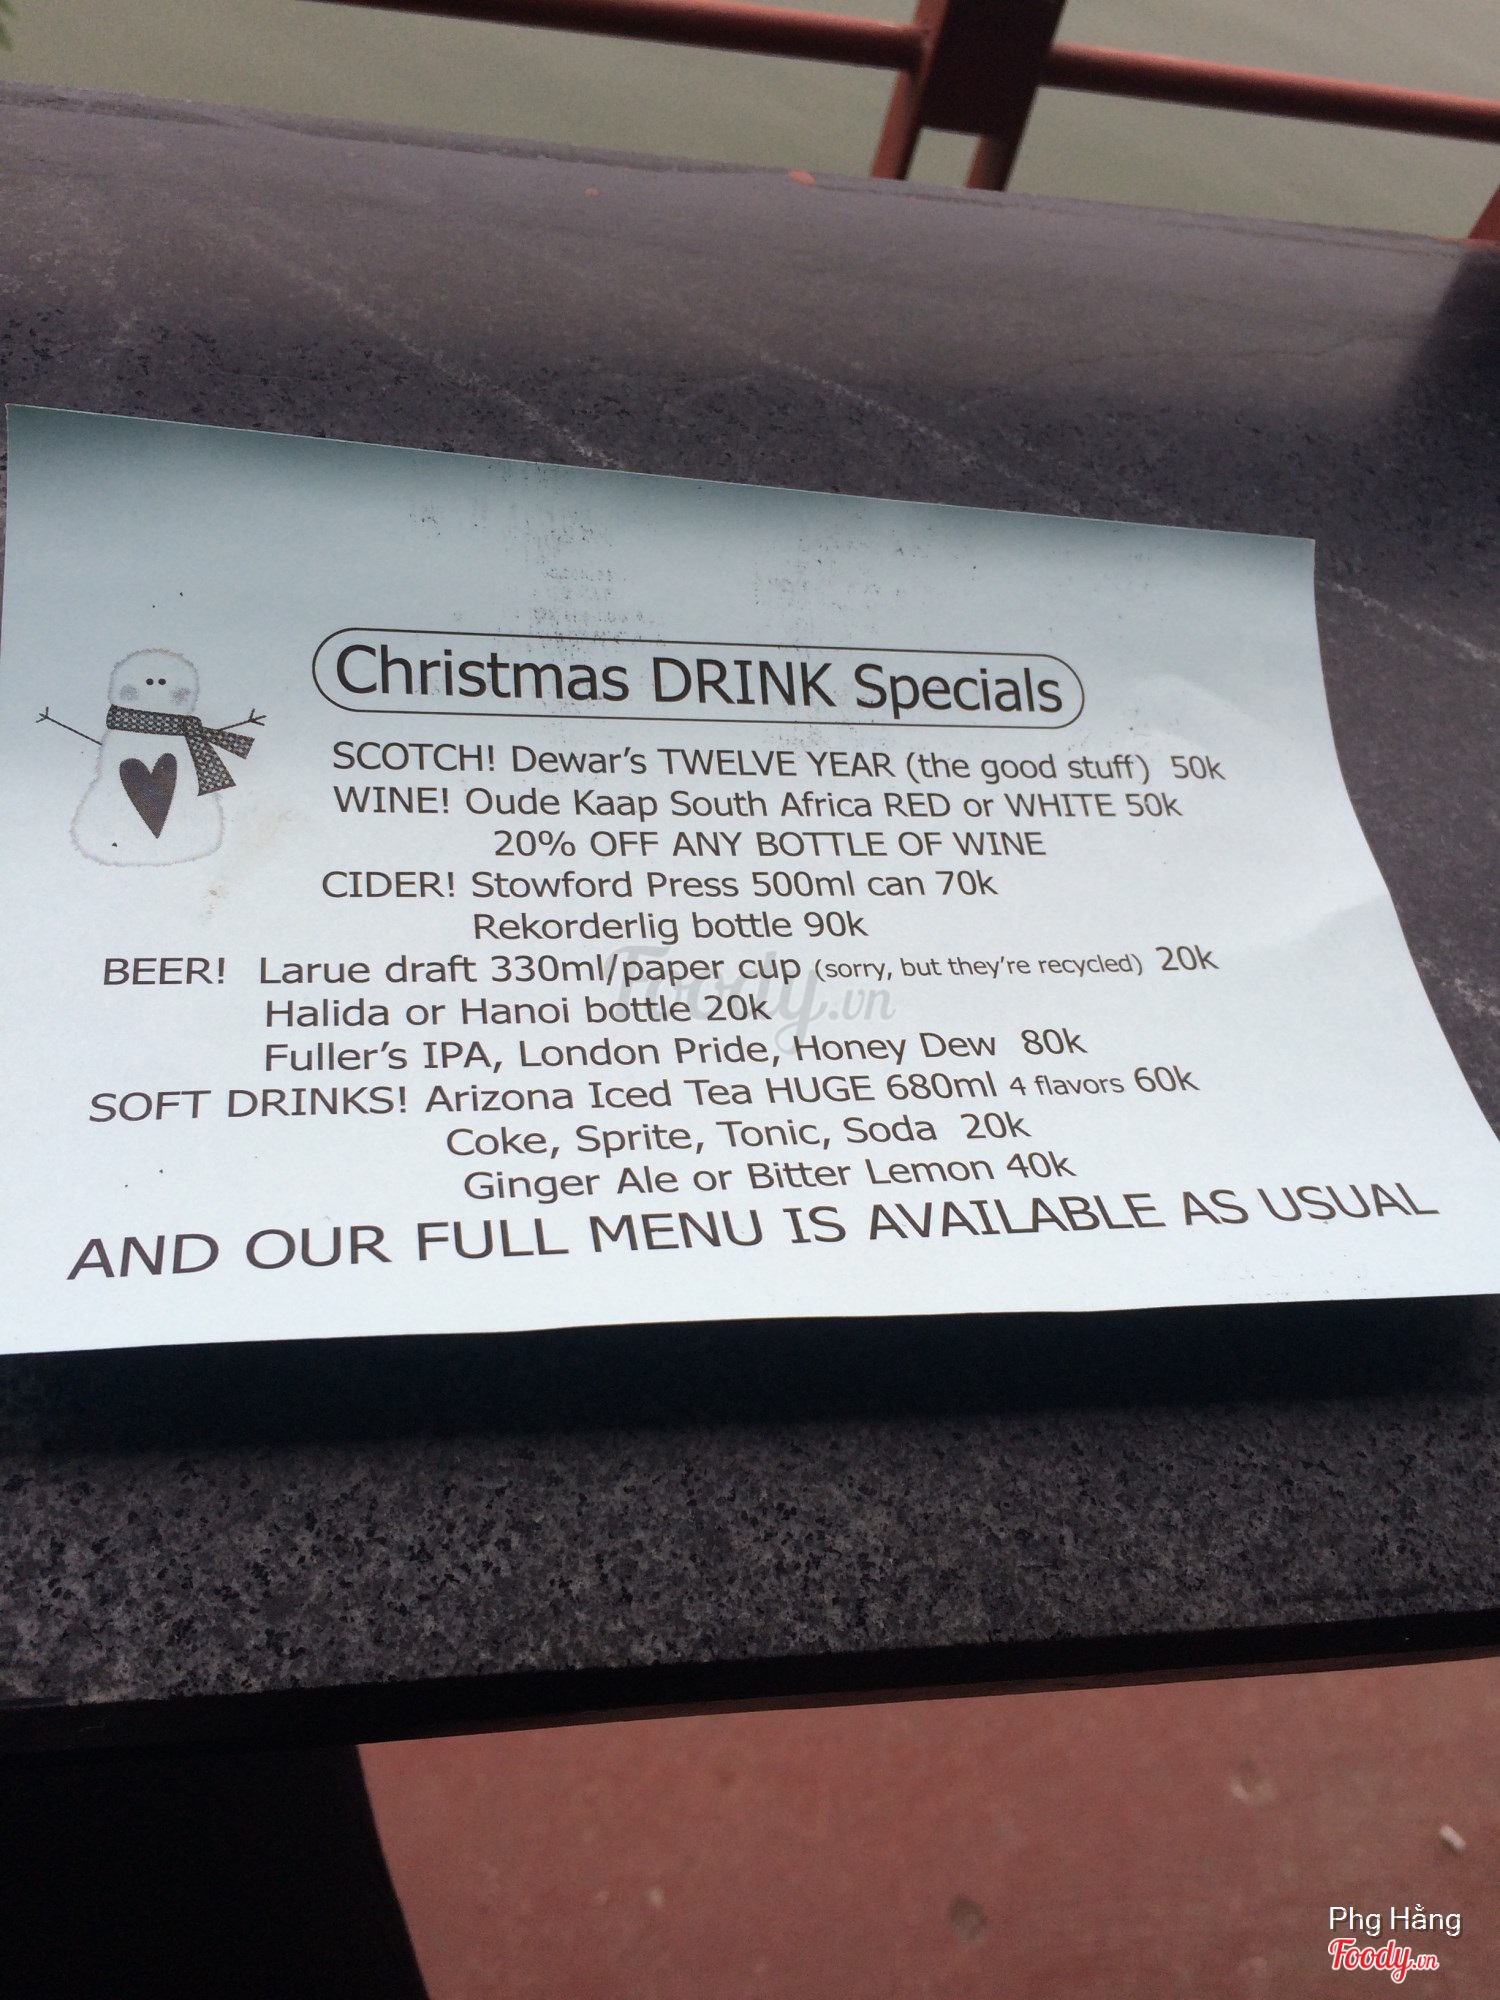 Christmas DRINK Specials
SCOTCH! Dewar's TWELVE YEAR (the good stuff) 50k
WINE! Oude Kaap South Africa RED or WHITE 50k
20% OFF ANY BOTTLE OF WINE
CIDER! Stowford Press 500ml can 70k
Rekorderlig bottle 90k
BEER! Larue draft 330ml/paper cup (sorry, but they're recycled) 20k
Halida or Hanoi bottle 20k
Fuller's IPA, London Pride, Honey Dew 80k
SOFT DRINKS! Arizona Iced Tea HUGE 680ml 4 flavors 60k
Coke, Sprite, Tonic, Soda 20k
Ginger Ale or Bitter Lemon 40k
AND OUR FULL MENU IS AVAILABLE AS USUAL
Foody.vn
Phg Hằng
Foody.vn